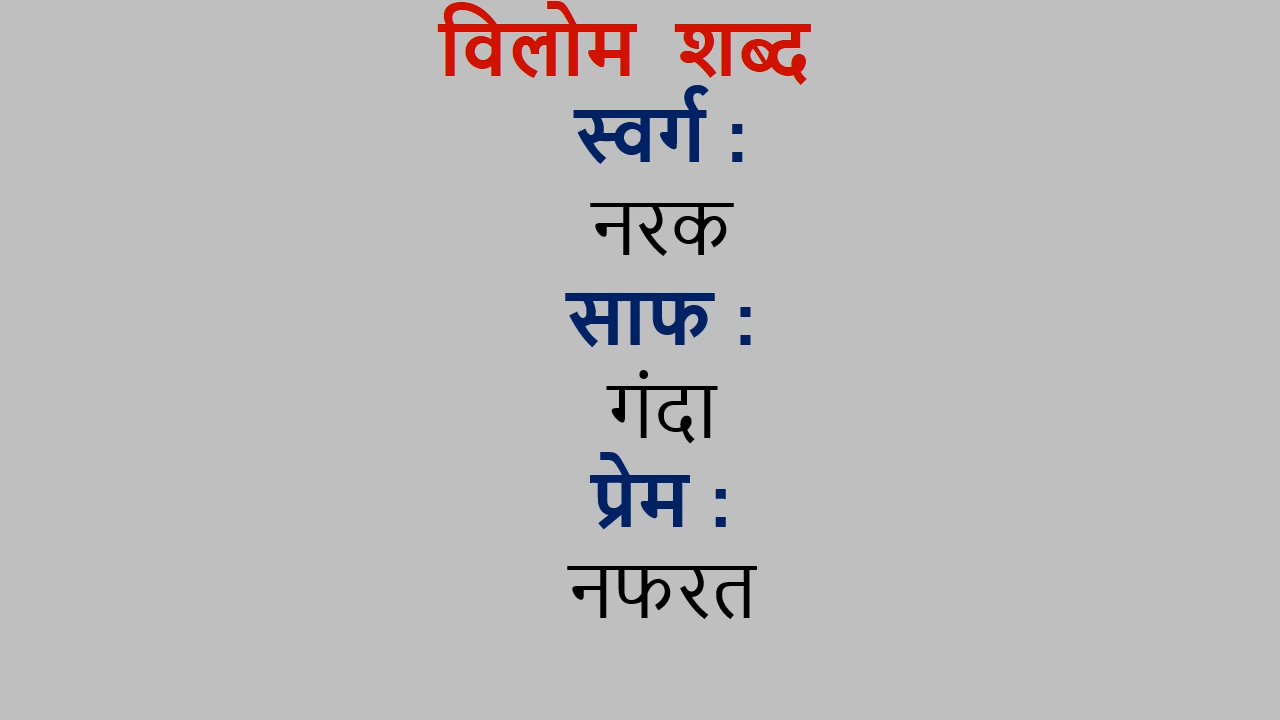 विलोम शब्द
स्वर्ग :
नरक
साफ :
गंदा
प्रेम :
नफरत